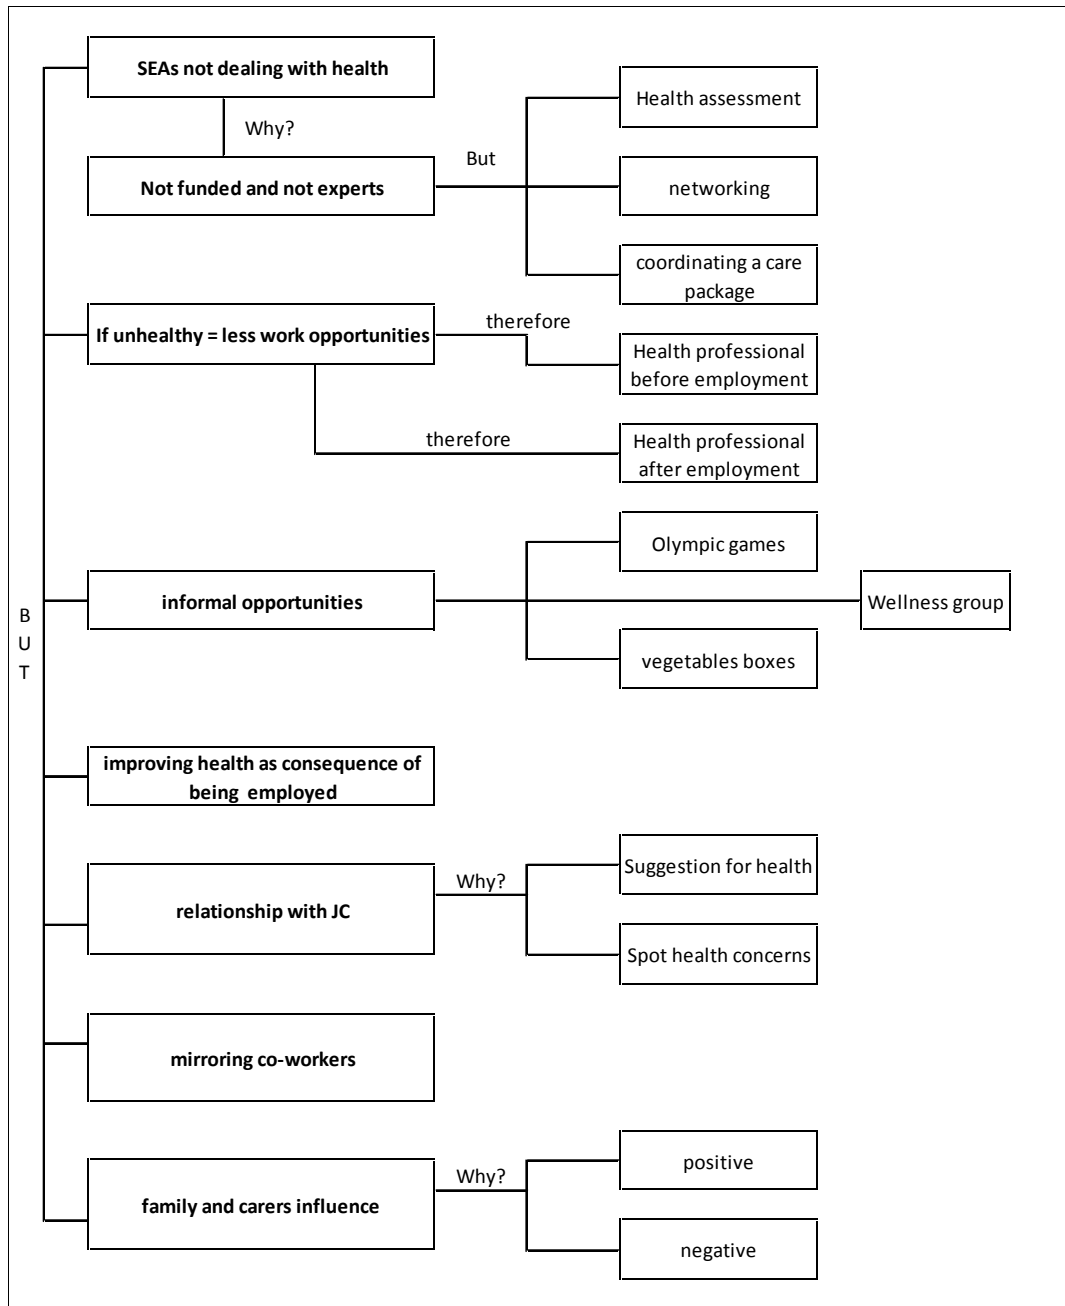 SEAs not dealing with health
Why?
Not funded and not experts
But
Health assessment
networking
coordinating a care
package
If unhealthy = less work opportunities
therefore
Health professional
before employment
therefore
Health professional
after employment
informal opportunities
Olympic games
Wellness group
vegetables boxes
B
U
T
improving health as consequence of
being employed
relationship with JC
Why?
Suggestion for health
Spot health concerns
mirroring co-workers
family and carers influence
Why?
positive
negative